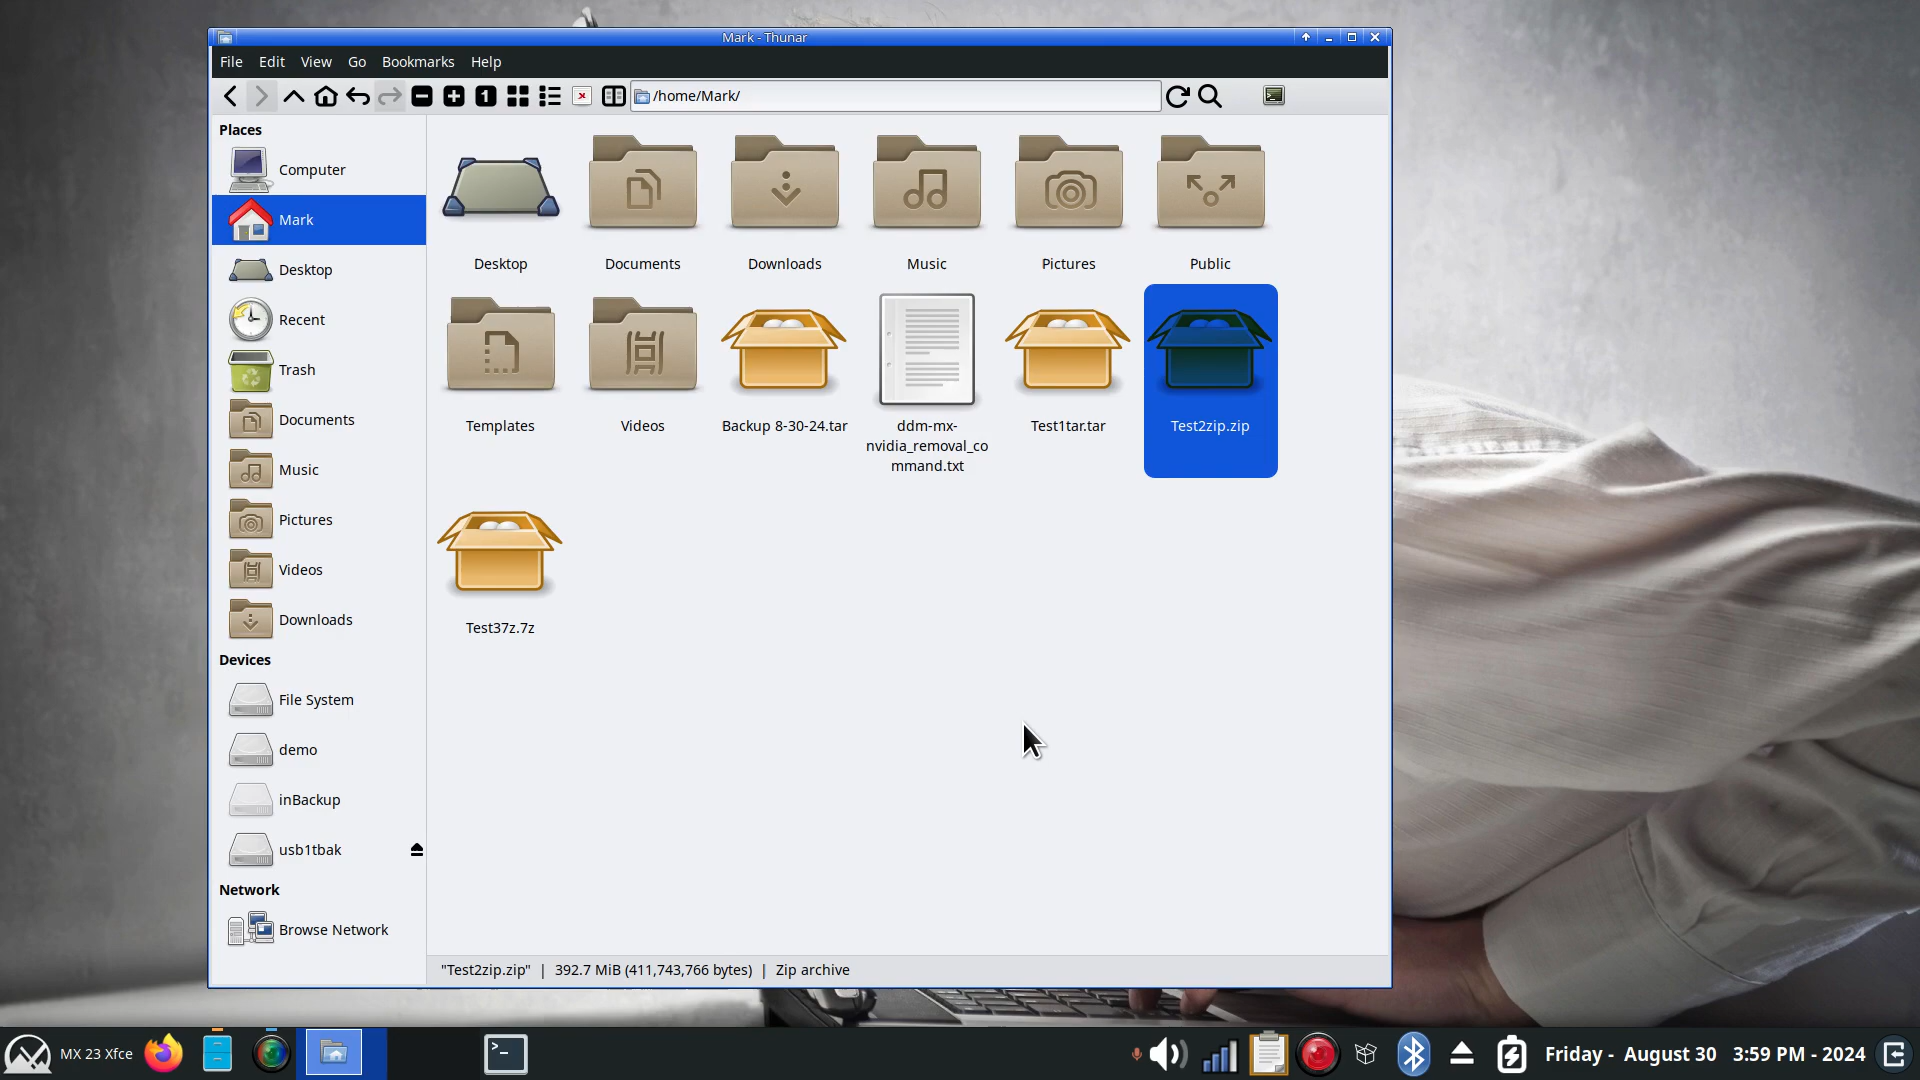 Mark - Thunar
File Edit View Go Bookmarks Help
1 /home/Mark/
Places
Computer
Mark
Desktop
Recent
Trash
Documents
Music
Pictures
Videos
Downloads
Devices
File System
demo
inBackup
usb1tbak
Network
Browse Network
Desktop Documents Downloads Music Pictures Public
Templates Videos Backup 8-30-24.tar ddm-mx- Test1tar.tar Test2zip.zip
nvidia_removal_co
mmand.txt
Test37z.7z
"Test2zip.zip" | 392.7 MiB (411,743,766 bytes) | Zip archive
MX 23 Xfce >_ Friday - August 30 3:59 PM - 2024